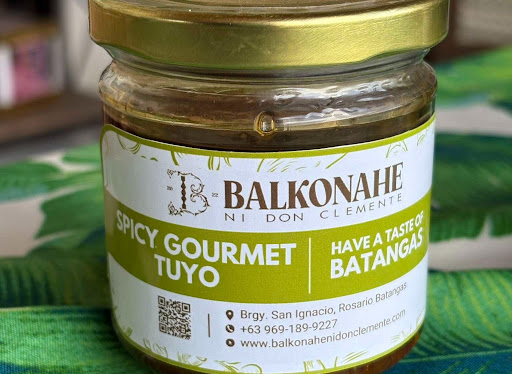 BALKONAHE
NI DON CLEMENTE
SPICY GOURMET
TUYO
HAVE A TASTE OF
BATANGAS
Brgy. San Ignacio, Rosario Batangas
+63 969-189-9227
www.balkonahenidonclemente.com